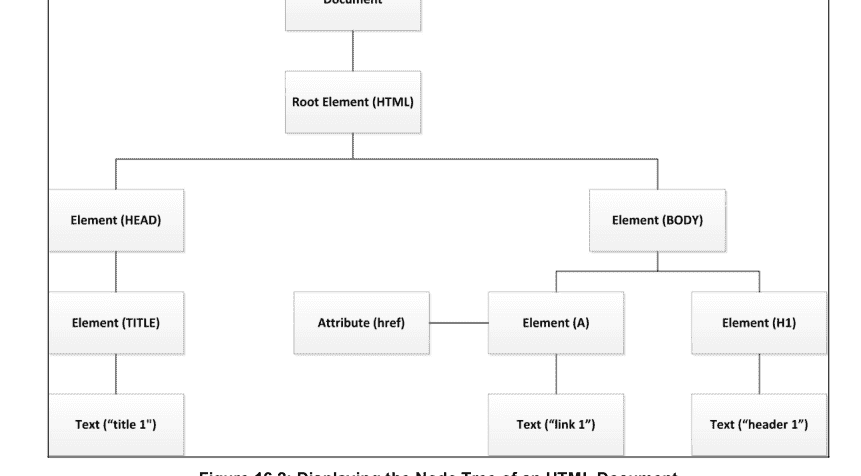 Document
Root Element (HTML)
Element (HEAD)
Element (BODY)
Element (TITLE)
Attribute (href)
Element (A)
Element (H1)
Text (“title 1")
Text (“link 1”)
Text (“header 1”)
Figure 16.2: Displaying the Node Tree of an HTML Document